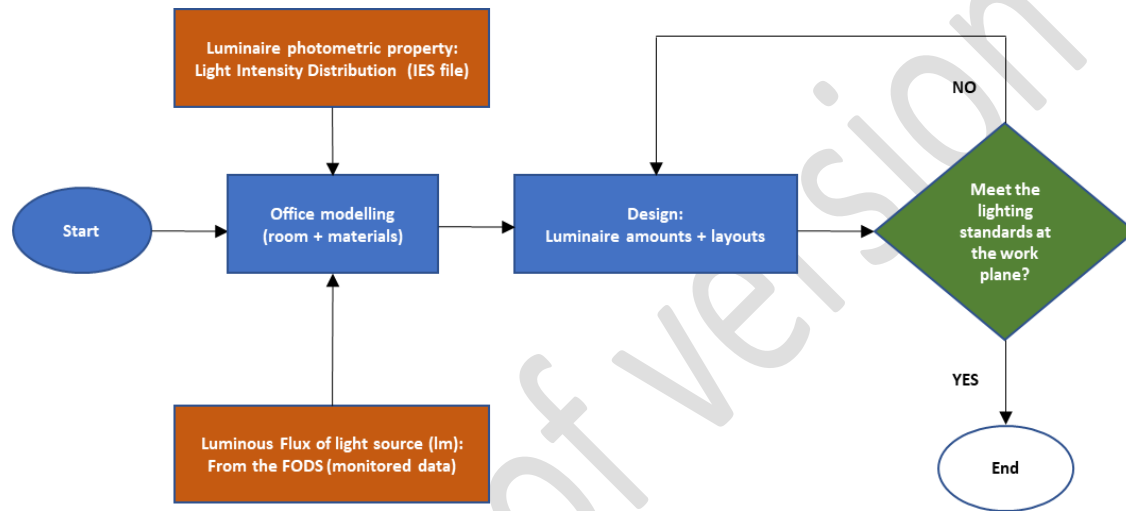 Luminaire photometric property:
Light Intensity Distribution (IES file)
NO
Start
Office modelling
(room + materials)
Design:
Luminaire amounts + layouts
Meet the
lighting
standards at
the work
plane?
YES
Luminous Flux of light source (lm):
From the FODS (monitored data)
End
of version